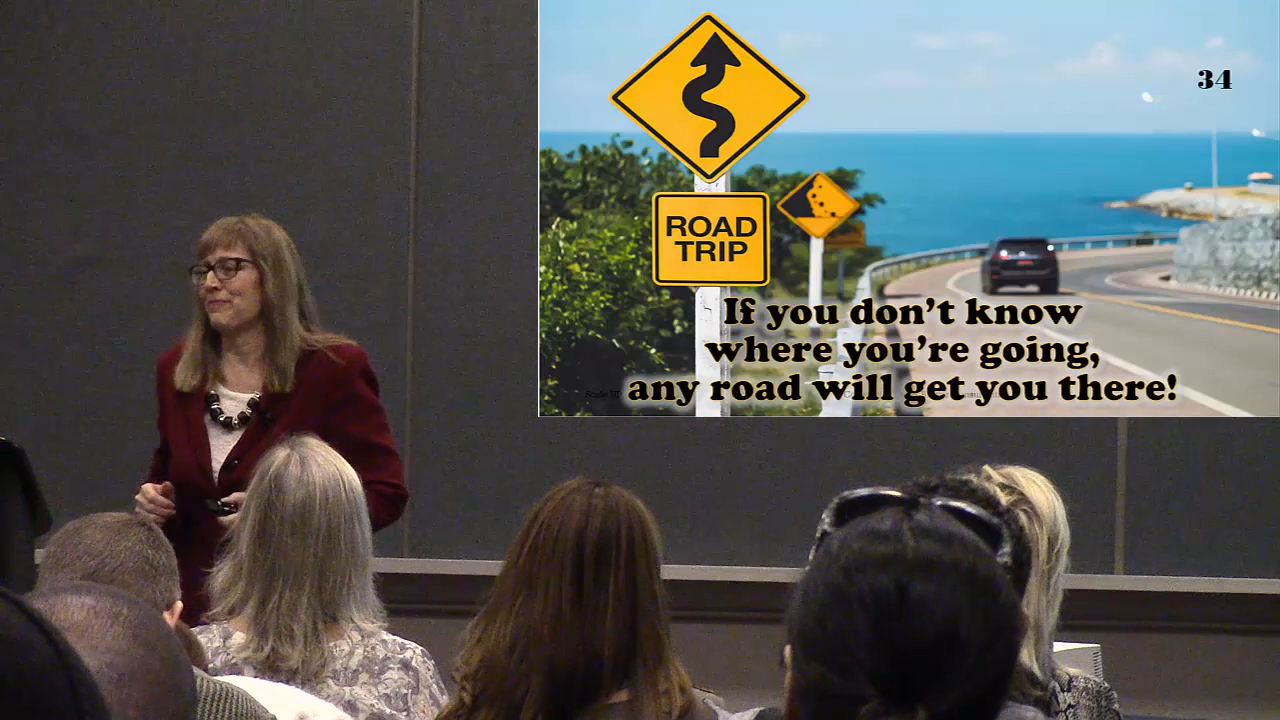 34
ROAD
TRIP
If you don't know
where you're going,
any road will get you there!